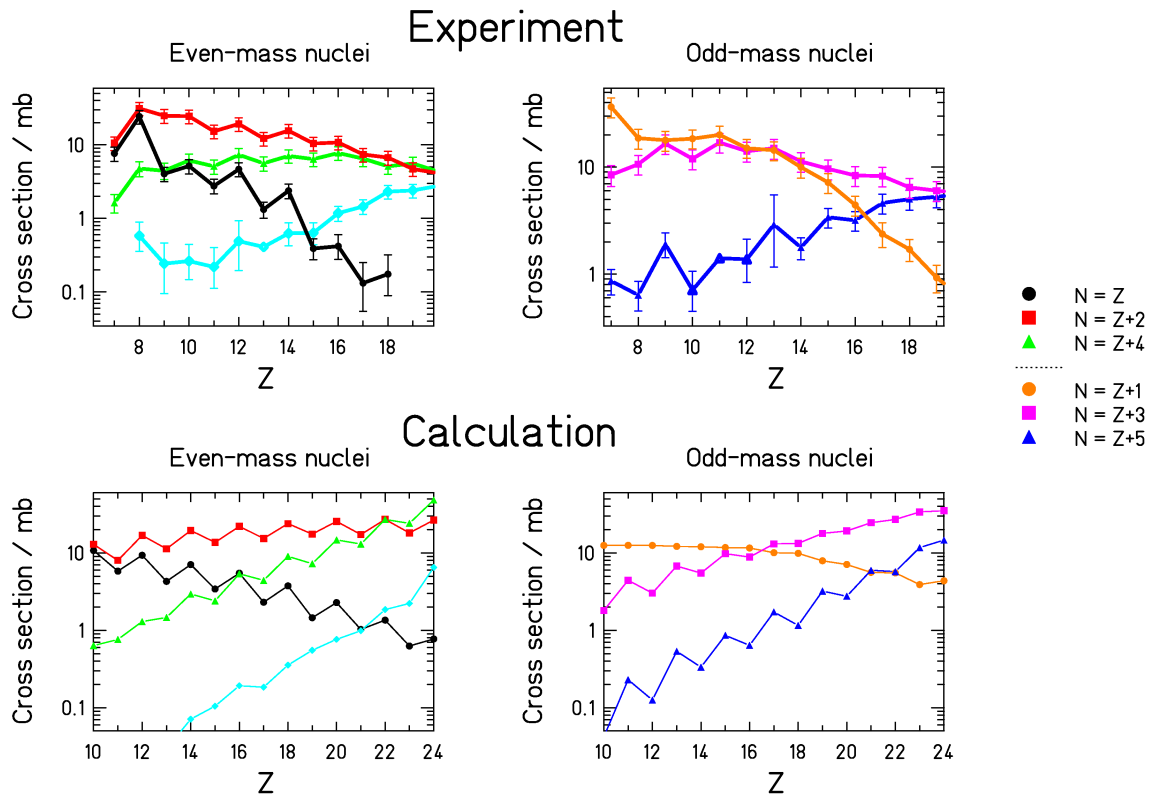 Experiment
Even-mass nuclei
Odd-mass nuclei
Cross section / mb
10
1
0.1
8 10 12 14 16 18
Z
Cross section / mb
10
1
8 10 12 14 16 18
Z
N = Z
N = Z+2
N = Z+4
N = Z+1
N = Z+3
N = Z+5
Calculation
Even-mass nuclei
Odd-mass nuclei
Cross section / mb
10
1
0.1
10 12 14 16 18 20 22 24
Z
Cross section / mb
10
1
0.1
10 12 14 16 18 20 22 24
Z